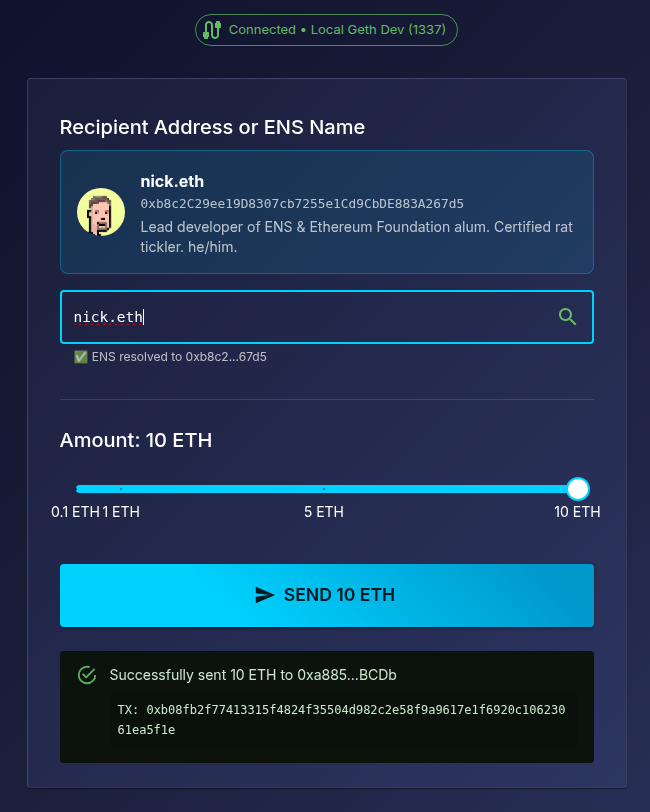 Connected • Local Geth Dev (1337)
Recipient Address or ENS Name
nick.eth
0xb8c2C29ee19D8307cb7255e1Cd9CbDE883A267d5
Lead developer of ENS & Ethereum Foundation alum. Certified rat
tickler. he/him.
nick.eth
✅ ENS resolved to 0xb8c2...67d5
Amount: 10 ETH
0.1 ETH 1 ETH 5 ETH 10 ETH
SEND 10 ETH
Successfully sent 10 ETH to 0xa885...BCDb
TX: 0xb08fb2f77413315f4824f35504d982c2e58f9a9617e1f6920c106230
61ea5f1e